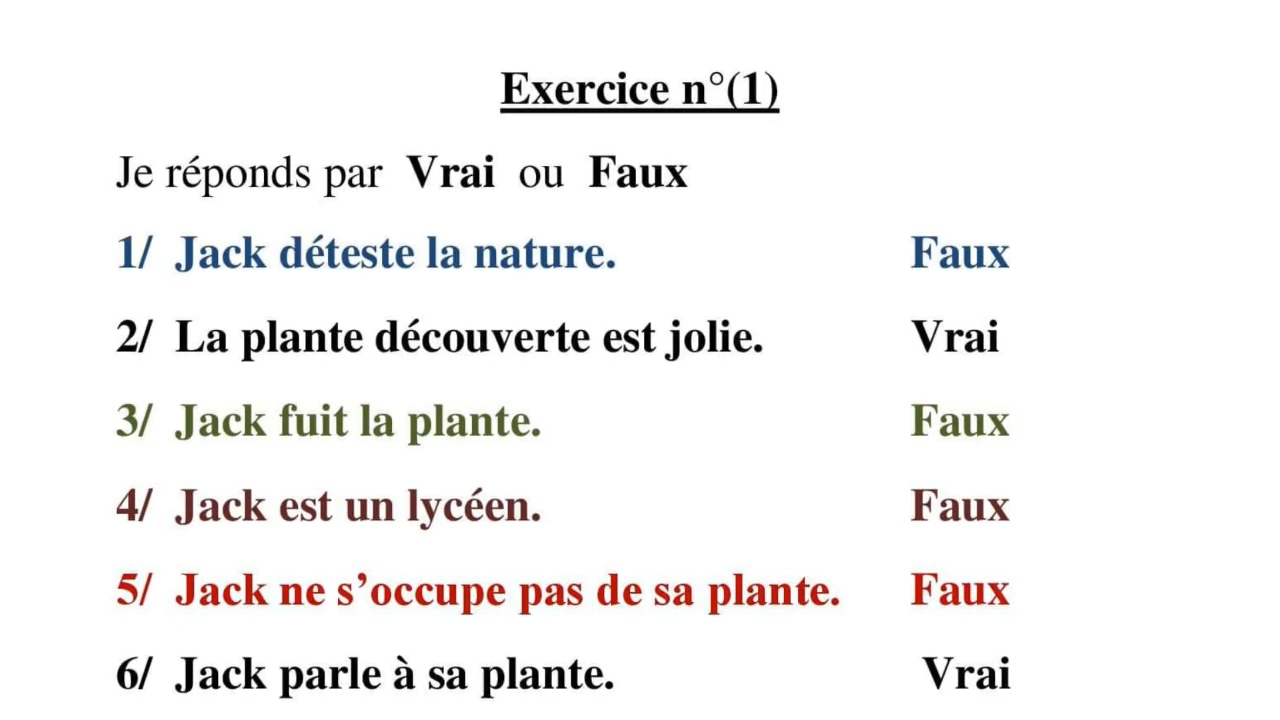 Exercice n°(1)
Je réponds par Vrai ou Faux
1/ Jack déteste la nature. Faux
2/ La plante découverte est jolie. Vrai
3/ Jack fuit la plante. Faux
4/ Jack est un lycéen. Faux
5/ Jack ne s’occupe pas de sa plante. Faux
6/ Jack parle à sa plante. Vrai